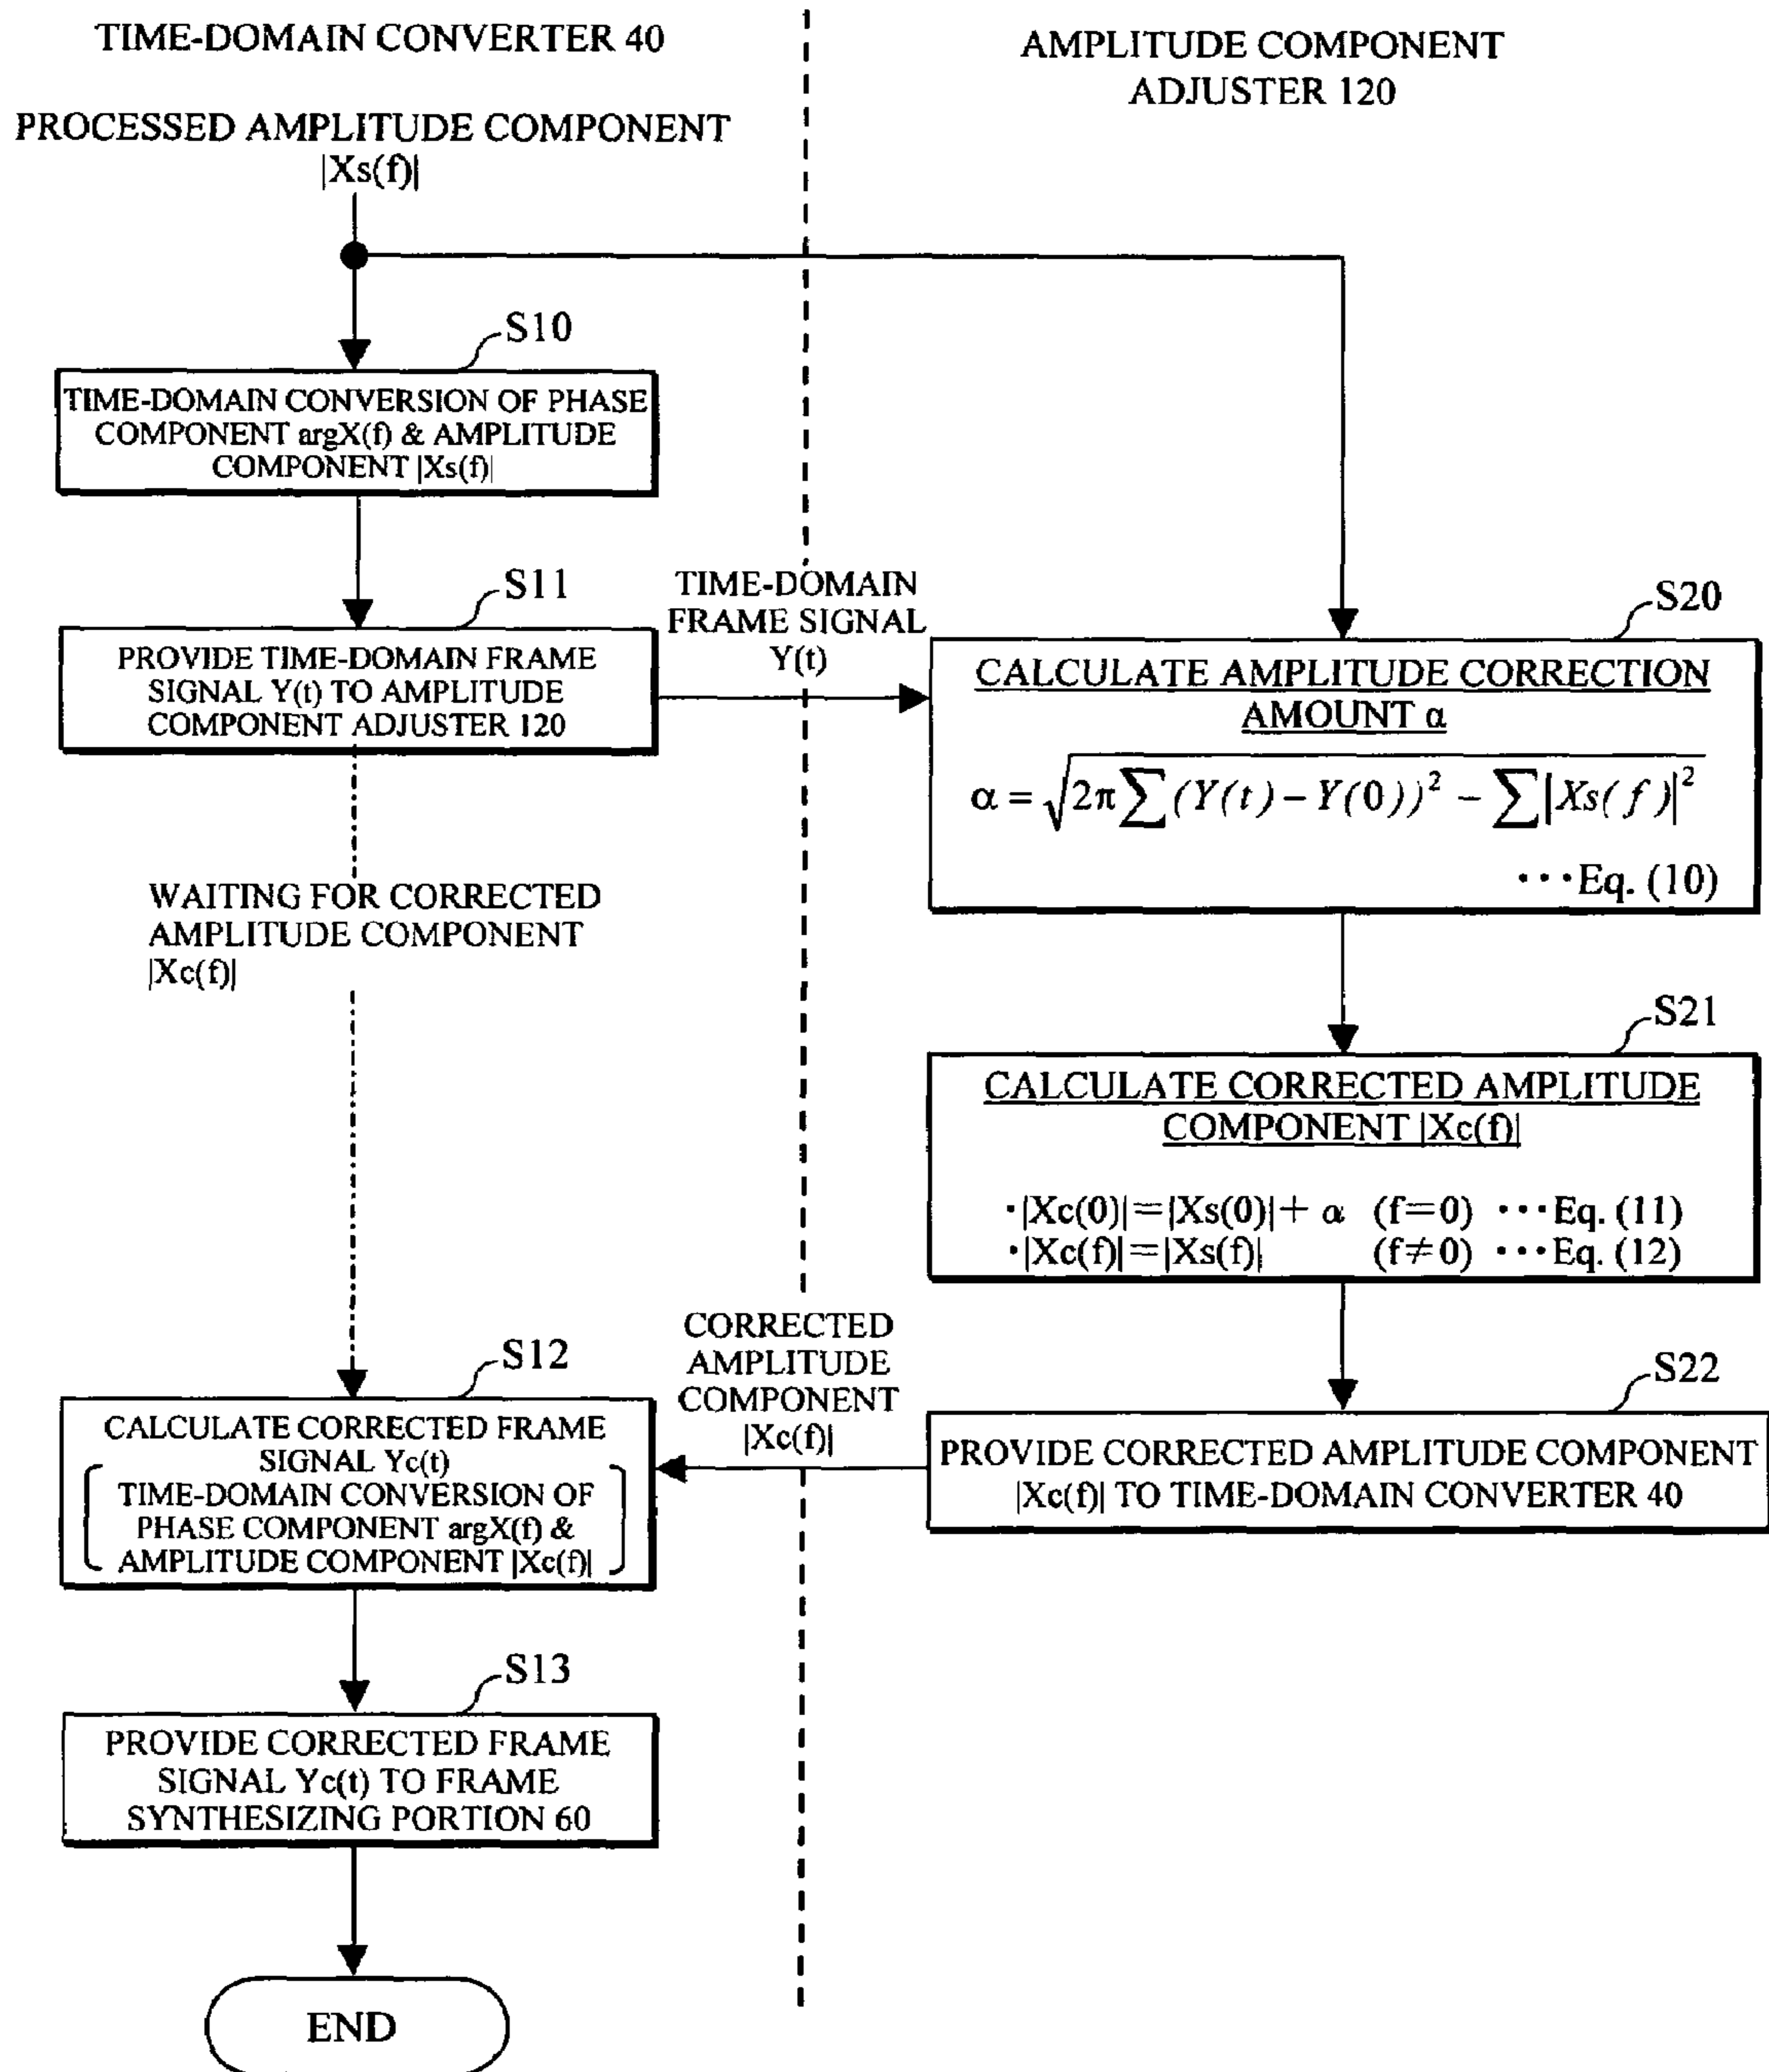 TIME-DOMAIN CONVERTER 40
AMPLITUDE COMPONENT
ADJUSTER 120
PROCESSED AMPLITUDE COMPONENT
|Xs(f)|
S10
TIME-DOMAIN CONVERSION OF PHASE
COMPONENT argX(f) & AMPLITUDE
COMPONENT |Xs(f)|
S11
PROVIDE TIME-DOMAIN FRAME
SIGNAL Y(t) TO AMPLITUDE
COMPONENT ADJUSTER 120
TIME-DOMAIN
FRAME SIGNAL
Y(t)
S20
CALCULATE AMPLITUDE CORRECTION
AMOUNT α
α = √2π∑(Y(t) − Y(0))² − ∑|Xs(f)|²
···Eq. (10)
WAITING FOR CORRECTED
AMPLITUDE COMPONENT
|Xc(f)|
S21
CALCULATE CORRECTED AMPLITUDE
COMPONENT |Xc(f)|
·|Xc(0)|=|Xs(0)|+ α (f=0) ···Eq. (11)
·|Xc(f)|=|Xs(f)| (f≠0) ···Eq. (12)
S12
CALCULATE CORRECTED FRAME
SIGNAL Yc(t)
TIME-DOMAIN CONVERSION OF
PHASE COMPONENT argX(f) &
AMPLITUDE COMPONENT |Xc(f)|
CORRECTED
AMPLITUDE
COMPONENT
|Xc(f)|
S22
PROVIDE CORRECTED AMPLITUDE COMPONENT
|Xc(f)| TO TIME-DOMAIN CONVERTER 40
S13
PROVIDE CORRECTED FRAME
SIGNAL Yc(t) TO FRAME
SYNTHESIZING PORTION 60
END